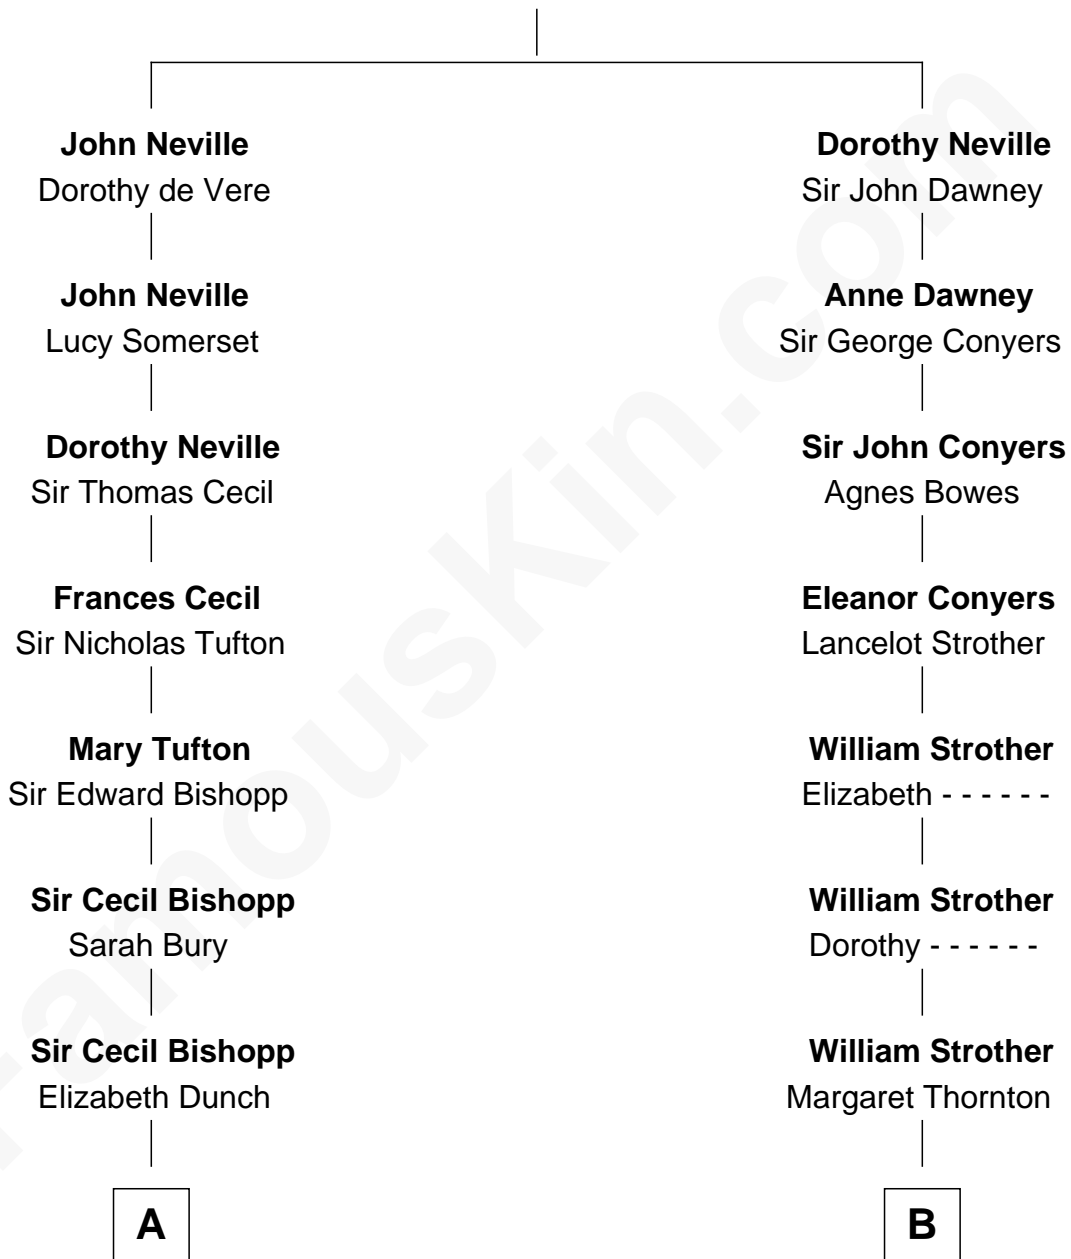 John Neville
Dorothy de Vere
John Neville
Lucy Somerset
Dorothy Neville
Sir Thomas Cecil
Frances Cecil
Sir Nicholas Tufton
Mary Tufton
Sir Edward Bishopp
Sir Cecil Bishopp
Sarah Bury
Sir Cecil Bishopp
Elizabeth Dunch
A
Dorothy Neville
Sir John Dawney
Anne Dawney
Sir George Conyers
Sir John Conyers
Agnes Bowes
Eleanor Conyers
Lancelot Strother
William Strother
Elizabeth - - - - - -
William Strother
Dorothy - - - - - -
William Strother
Margaret Thornton
B
FamousKin.com